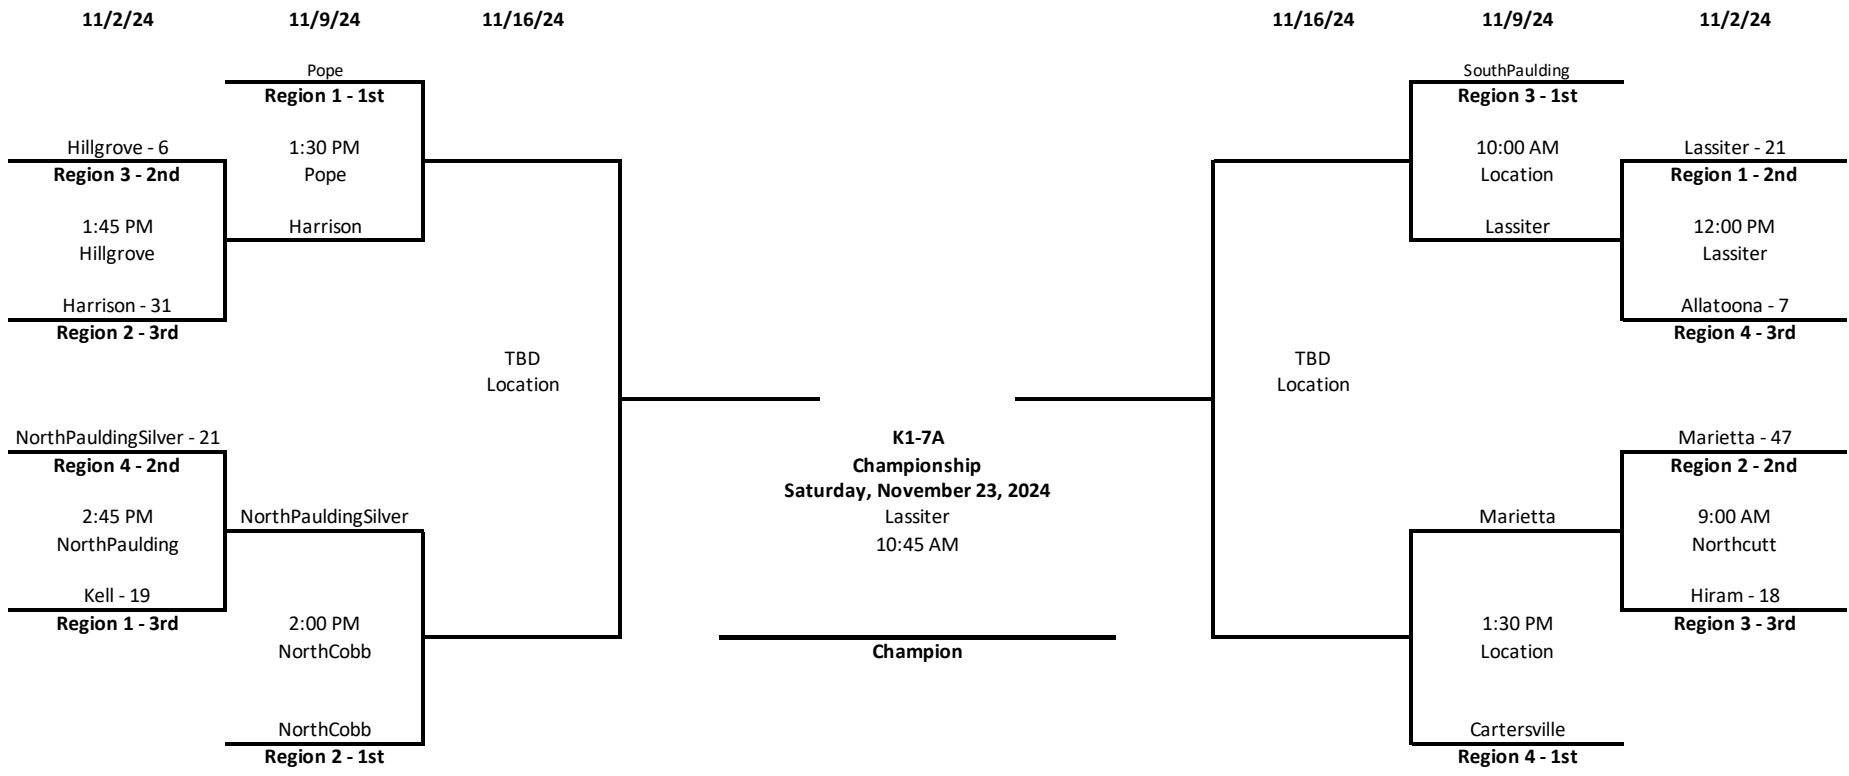 11/2/24 11/9/24 11/16/24 11/16/24 11/9/24 11/2/24
Pope
Region 1 - 1st
Hillgrove - 6
Region 3 - 2nd
1:30 PM
Pope
1:45 PM
Hillgrove
Harrison
Harrison - 31
Region 2 - 3rd
TBD
Location
NorthPauldingSilver - 21
Region 4 - 2nd
2:45 PM
NorthPaulding
NorthPauldingSilver
Kell - 19
Region 1 - 3rd
2:00 PM
NorthCobb
NorthCobb
Region 2 - 1st
K1-7A
Championship
Saturday, November 23, 2024
Lassiter
10:45 AM
Champion
SouthPaulding
Region 3 - 1st
10:00 AM
Location
Lassiter - 21
Region 1 - 2nd
Lassiter
12:00 PM
Lassiter
Allatoona - 7
Region 4 - 3rd
TBD
Location
Marietta - 47
Region 2 - 2nd
Marietta
9:00 AM
Northcutt
Hiram - 18
Region 3 - 3rd
1:30 PM
Location
Cartersville
Region 4 - 1st